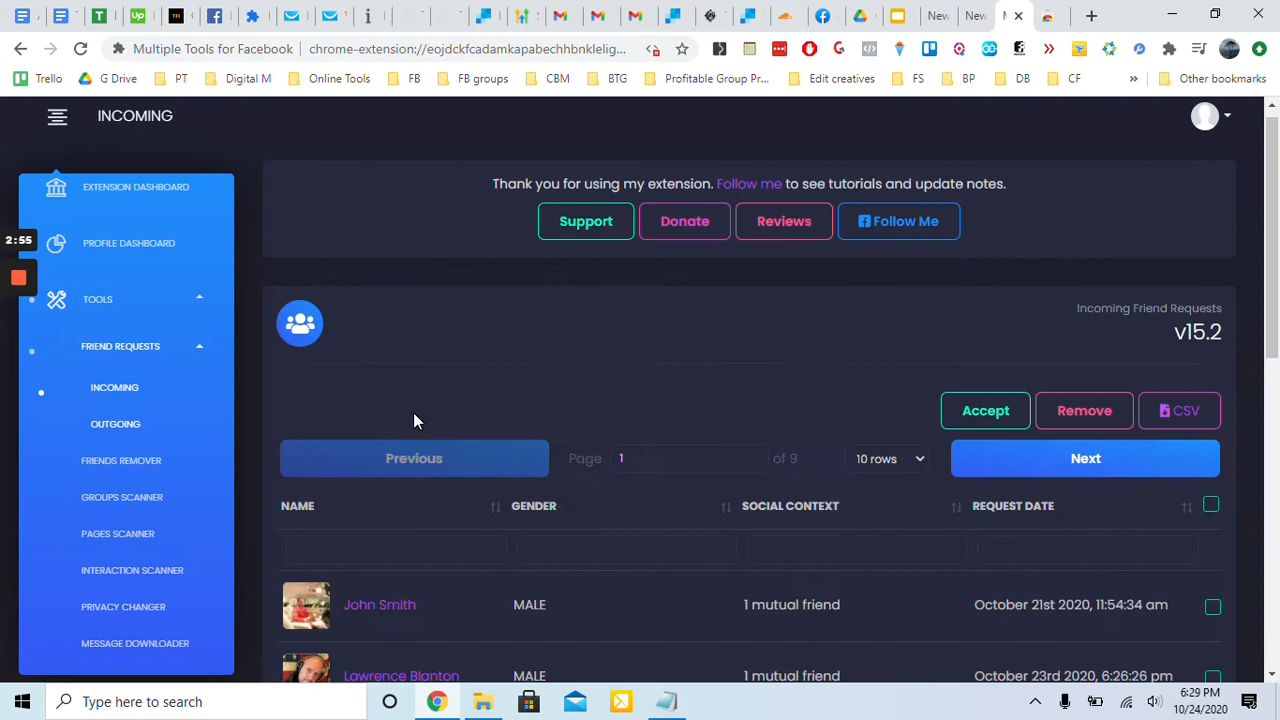 New
New
M
Multiple Tools for Facebook
chrome-extension://eojdckfcadamkapabechhbnklelig...
Trello
G Drive
PT
Digital M
Online Tools
FB
FB groups
CBM
BTG
Profitable Group Pr...
Edit creatives
FS
BP
DB
CF
»
Other bookmarks
INCOMING
EXTENSION DASHBOARD
PROFILE DASHBOARD
2:55
TOOLS
FRIEND REQUESTS
INCOMING
OUTGOING
FRIENDS REMOVER
GROUPS SCANNER
PAGES SCANNER
INTERACTION SCANNER
PRIVACY CHANGER
MESSAGE DOWNLOADER
Thank you for using my extension. Follow me to see tutorials and update notes.
Support
Donate
Reviews
Follow Me
Incoming Friend Requests
v15.2
Accept
Remove
CSV
Previous
Page 1 of 9
10 rows
Next
NAME GENDER SOCIAL CONTEXT REQUEST DATE
John Smith MALE 1 mutual friend October 21st 2020, 11:54:34 am
Lawrence Blanton MALE 1 mutual friend October 23rd 2020, 6:26:26 pm
Type here to search
6:29 PM
10/24/2020